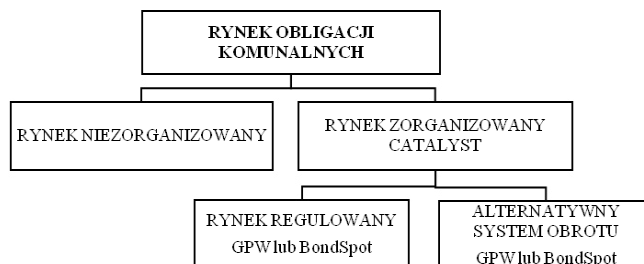 RYNEK OBLIGACJI
KOMUNALNYCH
RYNEK NIEZORGANIZOWANY
RYNEK ZORGANIZOWANY
CATALYST
RYNEK REGULOWANY
GPW lub BondSpot
ALTERNATYWNY
SYSTEM OBROTU
GPW lub BondSpot